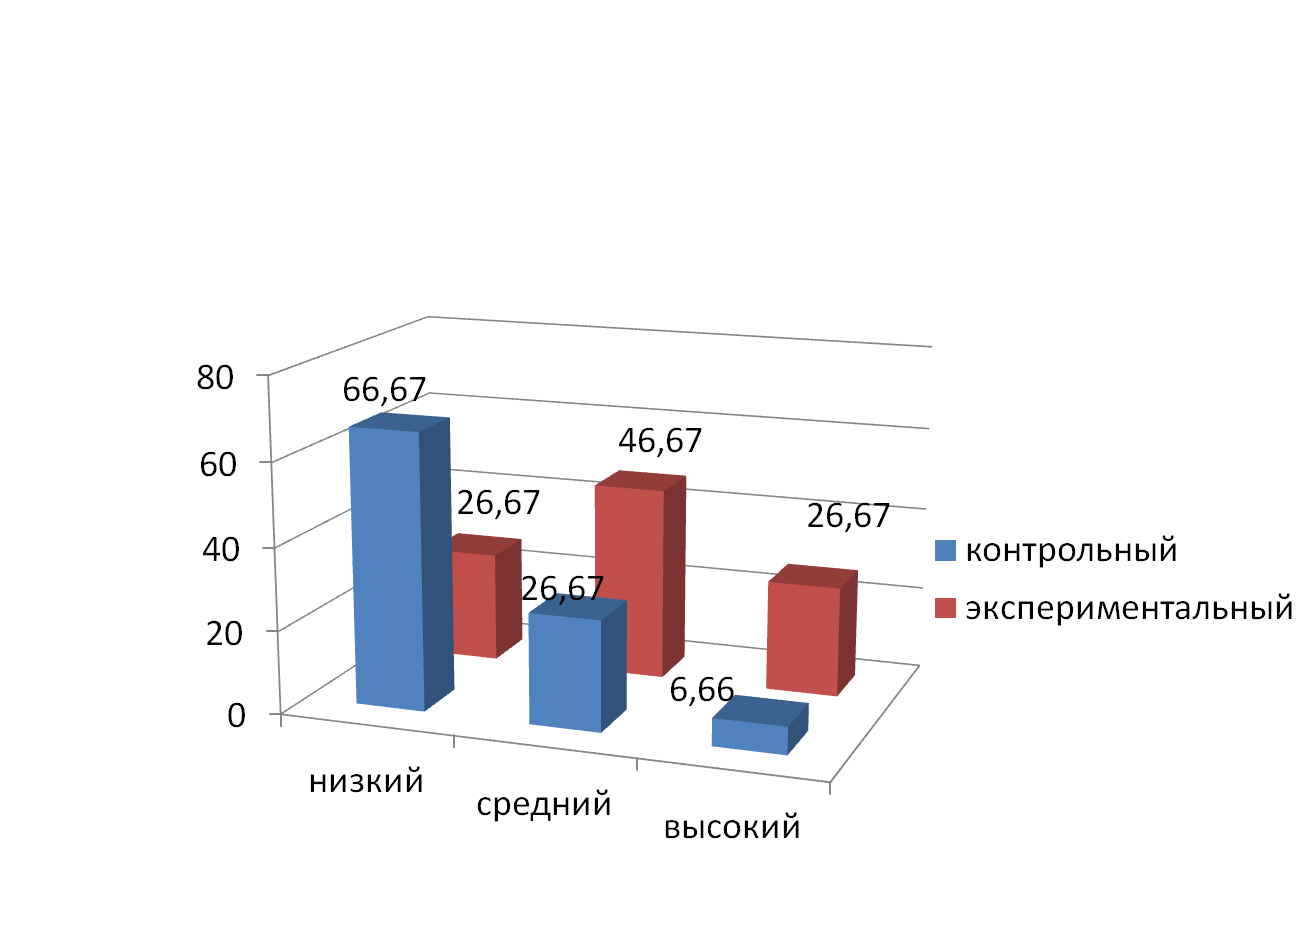 80
60
40
20
0
66,67
26,67
26,67
46,67
6,66
26,67
низкий
средний
высокий
контрольный
экспериментальный